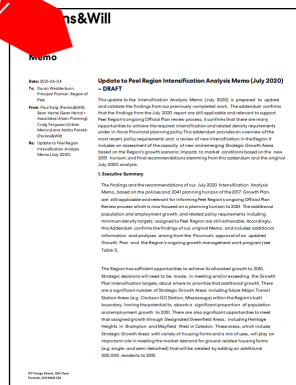 ns&Will
Memo
Date: 2021-06-04
To: Duran Wedderburn,
Principal Planner, Region of
Peel
From: Paul Kulig (Perkins&Will),
Sean Hertel (Sean Hertel
Associates Urban Planning),
Craig Ferguson (Urban
Metrics) and Ashita Parekh
(Perkins&Will)
Re: Update to Peel Region
Intensification Analysis
Memo (July 2020)
Update to Peel Region Intensification Analysis Memo (July 2020)
– DRAFT
This update to the Intensification Analysis Memo (July 2020) is prepared to update
and validate the findings from our previously-completed work. The addendum confirms
that the findings from the July 2020 report are still applicable and relevant to support
Peel Region's ongoing Official Plan review process. It confirms that there are many
opportunities to achieve the required intensification and related density requirements
under in-force Provincial planning policy. This addendum provides an overview of the
most recent policy requirements and a review of new intensification in the Region. It
includes an assessment of the capacity of new and emerging Strategic Growth Areas
based on the Region's growth scenario; impacts to market conditions based on the new
2051 horizon; and final recommendations stemming from this addendum and the original
July 2020 analysis.
1. Executive Summary
The findings and the recommendations of our July 2020 Intensification Analysis
Memo, based on the policies and 2041 planning horizon of the 2017 Growth Plan,
are still applicable and relevant for informing Peel Region's ongoing Official Plan
Review process which is now focused on a planning horizon to 2051. The additional
population and employment growth, and related policy requirements including
minimum density targets, assigned to Peel Region are still achievable. Accordingly,
this Addendum confirms the findings of our original Memo, and includes additional
information and analyses arising from the Province's approval of an updated
Growth Plan and the Region's ongoing growth management work program (see
Table 1).
The Region has sufficient opportunities to achieve its allocated growth to 2051.
Strategic decisions will need to be made, in meeting and/or exceeding the Growth
Plan intensification targets, about where to prioritize that additional growth. There
are a significant number of Strategic Growth Areas including future Major Transit
Station Areas (e.g. Clarkson GO Station, Mississauga) within the Region's built
boundary, having the potential to absorb a significant proportion of population
and employment growth to 2051. There are also significant opportunities to meet
that assigned growth through Designated Greenfield Areas, including Heritage
Heights in Brampton and Mayfield West in Caledon. These areas, which include
Strategic Growth Areas with variety of housing forms and a mix of uses, will play an
important role in meeting the market demand for ground-related housing forms
(e.g. single- and semi-detached) that will be created by adding an additional
300,000 residents to 2051.